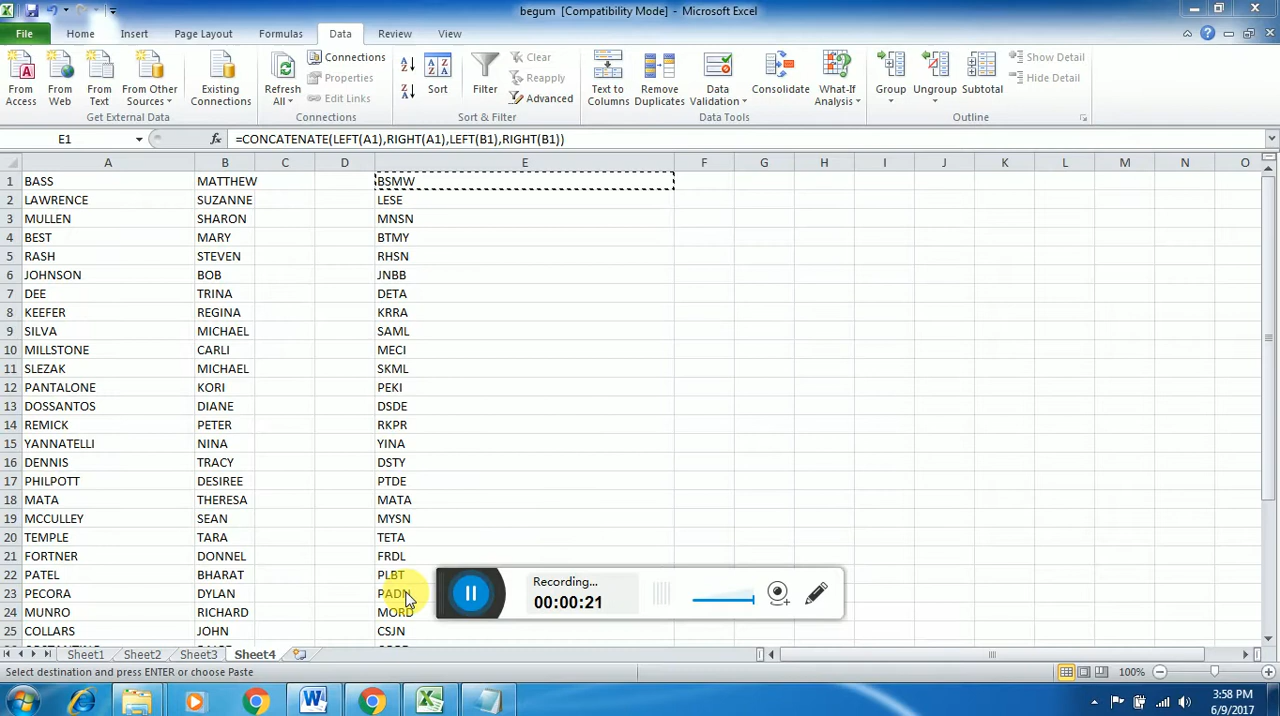 begum [Compatibility Mode] - Microsoft Excel
File Home Insert Page Layout Formulas Data Review View
From Access
From Web
From Text
From Other Sources
Existing Connections
Get External Data
Refresh All
Connections
Properties
Edit Links
Connections
Sort
Filter
Clear
Reapply
Advanced
Sort & Filter
Text to Columns
Remove Duplicates
Data Validation
Consolidate
What-If Analysis
Data Tools
Group
Ungroup
Subtotal
Show Detail
Hide Detail
Outline
E1 fx =CONCATENATE(LEFT(A1),RIGHT(A1),LEFT(B1),RIGHT(B1))
A B C D E F G H I J K L M N O
1 BASS MATTHEW BSMW
2 LAWRENCE SUZANNE LESE
3 MULLEN SHARON MNSN
4 BEST MARY BTMY
5 RASH STEVEN RHSN
6 JOHNSON BOB JNBB
7 DEE TRINA DETA
8 KEEFER REGINA KRRA
9 SILVA MICHAEL SAML
10 MILLSTONE CARLI MECI
11 SLEZAK MICHAEL SKML
12 PANTALONE KORI PEKI
13 DOSSANTOS DIANE DSDE
14 REMICK PETER RKPR
15 YANNATELLI NINA YINA
16 DENNIS TRACY DSTY
17 PHILPOTT DESIREE PTDE
18 MATA THERESA MATA
19 MCCULLEY SEAN MYSN
20 TEMPLE TARA TETA
21 FORTNER DONNEL FRDL
22 PATEL BHARAT PLBT
23 PECORA DYLAN PADN
24 MUNRO RICHARD MORD
25 COLLARS JOHN CSJN
Recording...
00:00:21
Sheet1 Sheet2 Sheet3 Sheet4
Select destination and press ENTER or choose Paste
100%
3:58 PM
6/9/2017